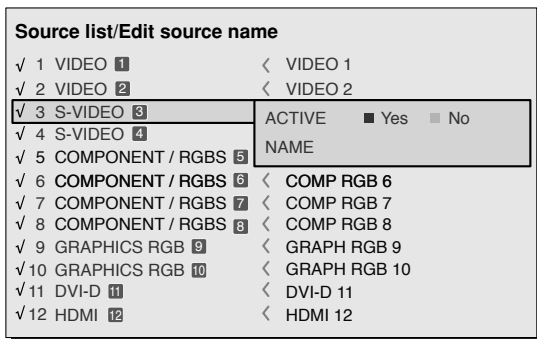 Source list/Edit source name
√ 1 VIDEO 1 〈 VIDEO 1
√ 2 VIDEO 2 〈 VIDEO 2
√ 3 S-VIDEO 3 ACTIVE ■ Yes ■ No
√ 4 S-VIDEO 4 NAME
√ 5 COMPONENT / RGBS 5
√ 6 COMPONENT / RGBS 6 〈 COMP RGB 6
√ 7 COMPONENT / RGBS 7 〈 COMP RGB 7
√ 8 COMPONENT / RGBS 8 〈 COMP RGB 8
√ 9 GRAPHICS RGB 9 〈 GRAPH RGB 9
√ 10 GRAPHICS RGB 10 〈 GRAPH RGB 10
√ 11 DVI-D 11 〈 DVI-D 11
√ 12 HDMI 12 〈 HDMI 12